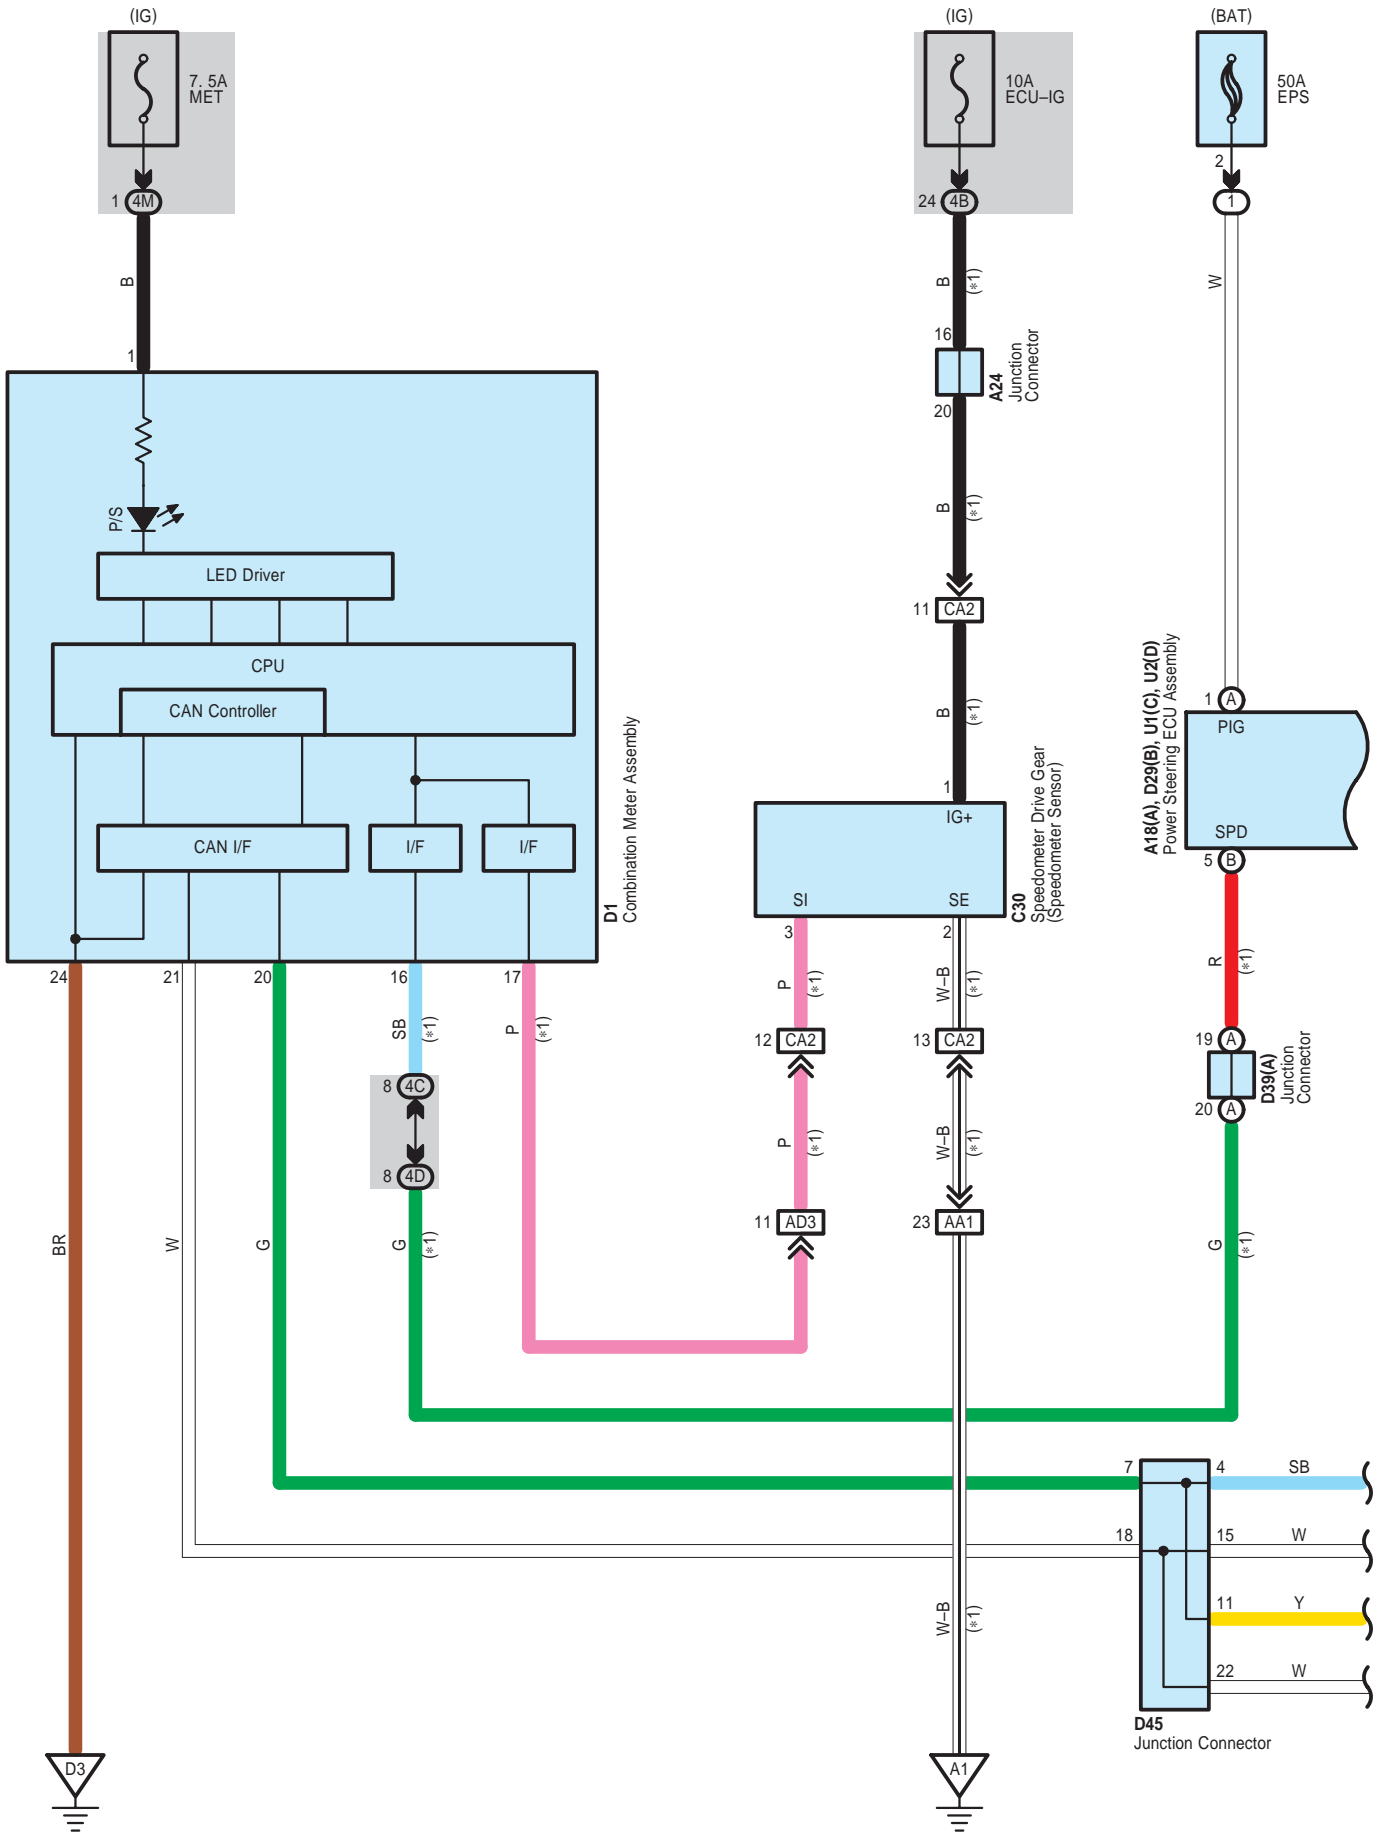 (IG)
(IG)
(BAT)
7. 5A
MET
10A
ECU–IG
50A
EPS
2
1 4M
24 4B
1
B
B
(*1)
W
1
16
A24
Junction
Connector
20
B
(*1)
P/S
LED Driver
11 CA2
CPU
CAN Controller
B
(*1)
A18(A), D29(B), U1(C), U2(D)
Power Steering ECU Assembly
1 A
PIG
D1
Combination Meter Assembly
1
IG+
C30
Speedometer Drive Gear
(Speedometer Sensor)
CAN I/F
I/F
I/F
SPD
5 B
SI
SE
3
2
24
21
20
16
17
SB
(*1)
P
(*1)
P
(*1)
W–B
(*1)
R
(*1)
12 CA2
13 CA2
19 A
D39(A)
Junction
Connector
20 A
8 4C
8 4D
P
(*1)
W–B
(*1)
11 AD3
23 AA1
BR
W
G
G
(*1)
G
(*1)
7
4
SB
18
15
W
11
Y
22
W
W–B
(*1)
D45
Junction Connector
D3
A1